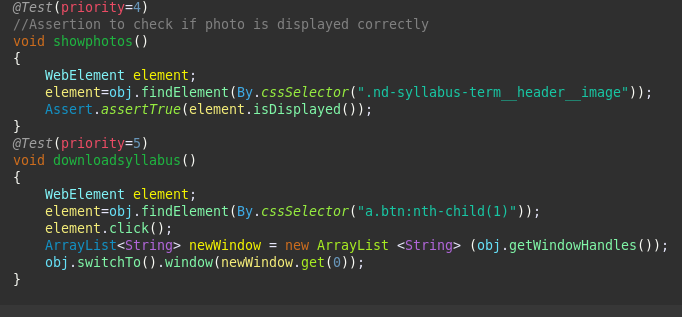 @Test(priority=4)
//Assertion to check if photo is displayed correctly
void showphotos()
{
    WebElement element;
    element=obj.findElement(By.cssSelector(".nd-syllabus-term__header__image"));
    Assert.assertTrue(element.isDisplayed());
}
@Test(priority=5)
void downloadsyllabus()
{
    WebElement element;
    element=obj.findElement(By.cssSelector("a.btn:nth-child(1)"));
    element.click();
    ArrayList<String> newWindow = new ArrayList <String> (obj.getWindowHandles());
    obj.switchTo().window(newWindow.get(0));
}